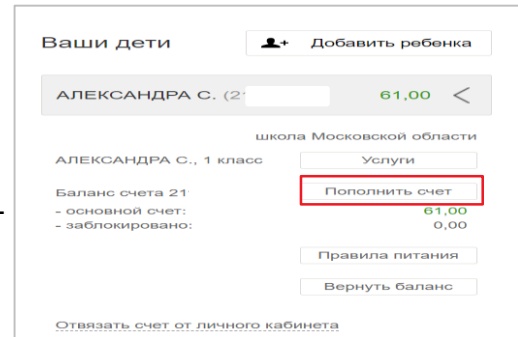 Ваши дети
Добавить ребенка
АЛЕКСАНДРА С. (21
61,00
школа Московской области
АЛЕКСАНДРА С., 1 класс
Услуги
Баланс счета 21
Пополнить счет
- основной счет:
61,00
- заблокировано:
0,00
Правила питания
Вернуть баланс
Отвязать счет от личного кабинета